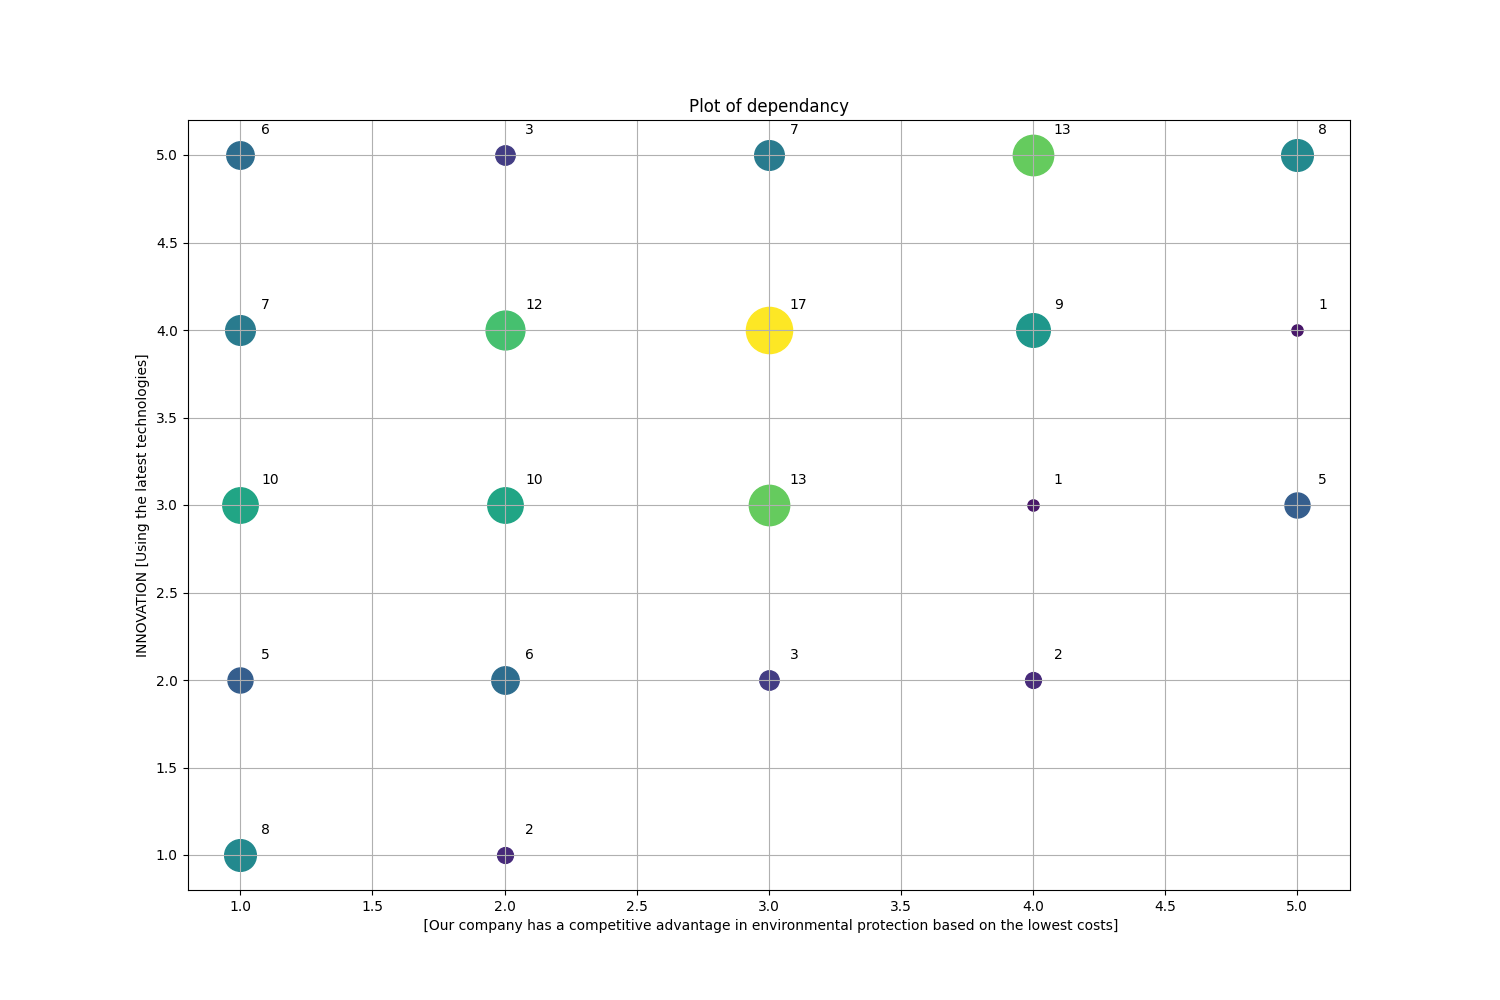 Plot of dependancy
6 3 7 13 8
5.0
4.5
7 12 17 9 1
4.0
3.5
10 10 13 1 5
3.0
2.5
5 6 3 2
2.0
1.5
8 2
1.0
INNOVATION [Using the latest technologies]
1.0 1.5 2.0 2.5 3.0 3.5 4.0 4.5 5.0
[Our company has a competitive advantage in environmental protection based on the lowest costs]